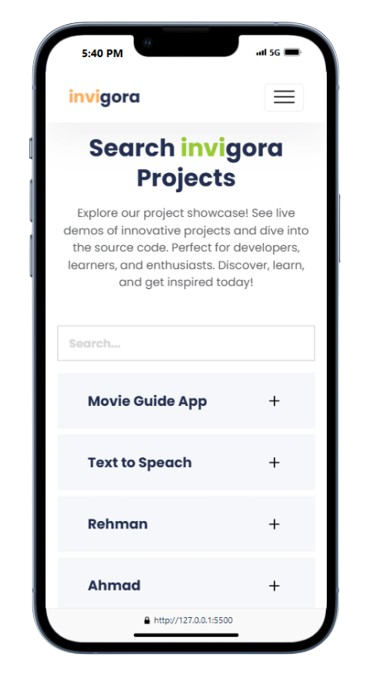 5:40 PM 5G
invigora
Search invigora
Projects
Explore our project showcase! See live
demos of innovative projects and dive into
the source code. Perfect for developers,
learners, and enthusiasts. Discover, learn,
and get inspired today!
Search...
Movie Guide App +
Text to Speach +
Rehman +
Ahmad +
http://127.0.0.1:5500